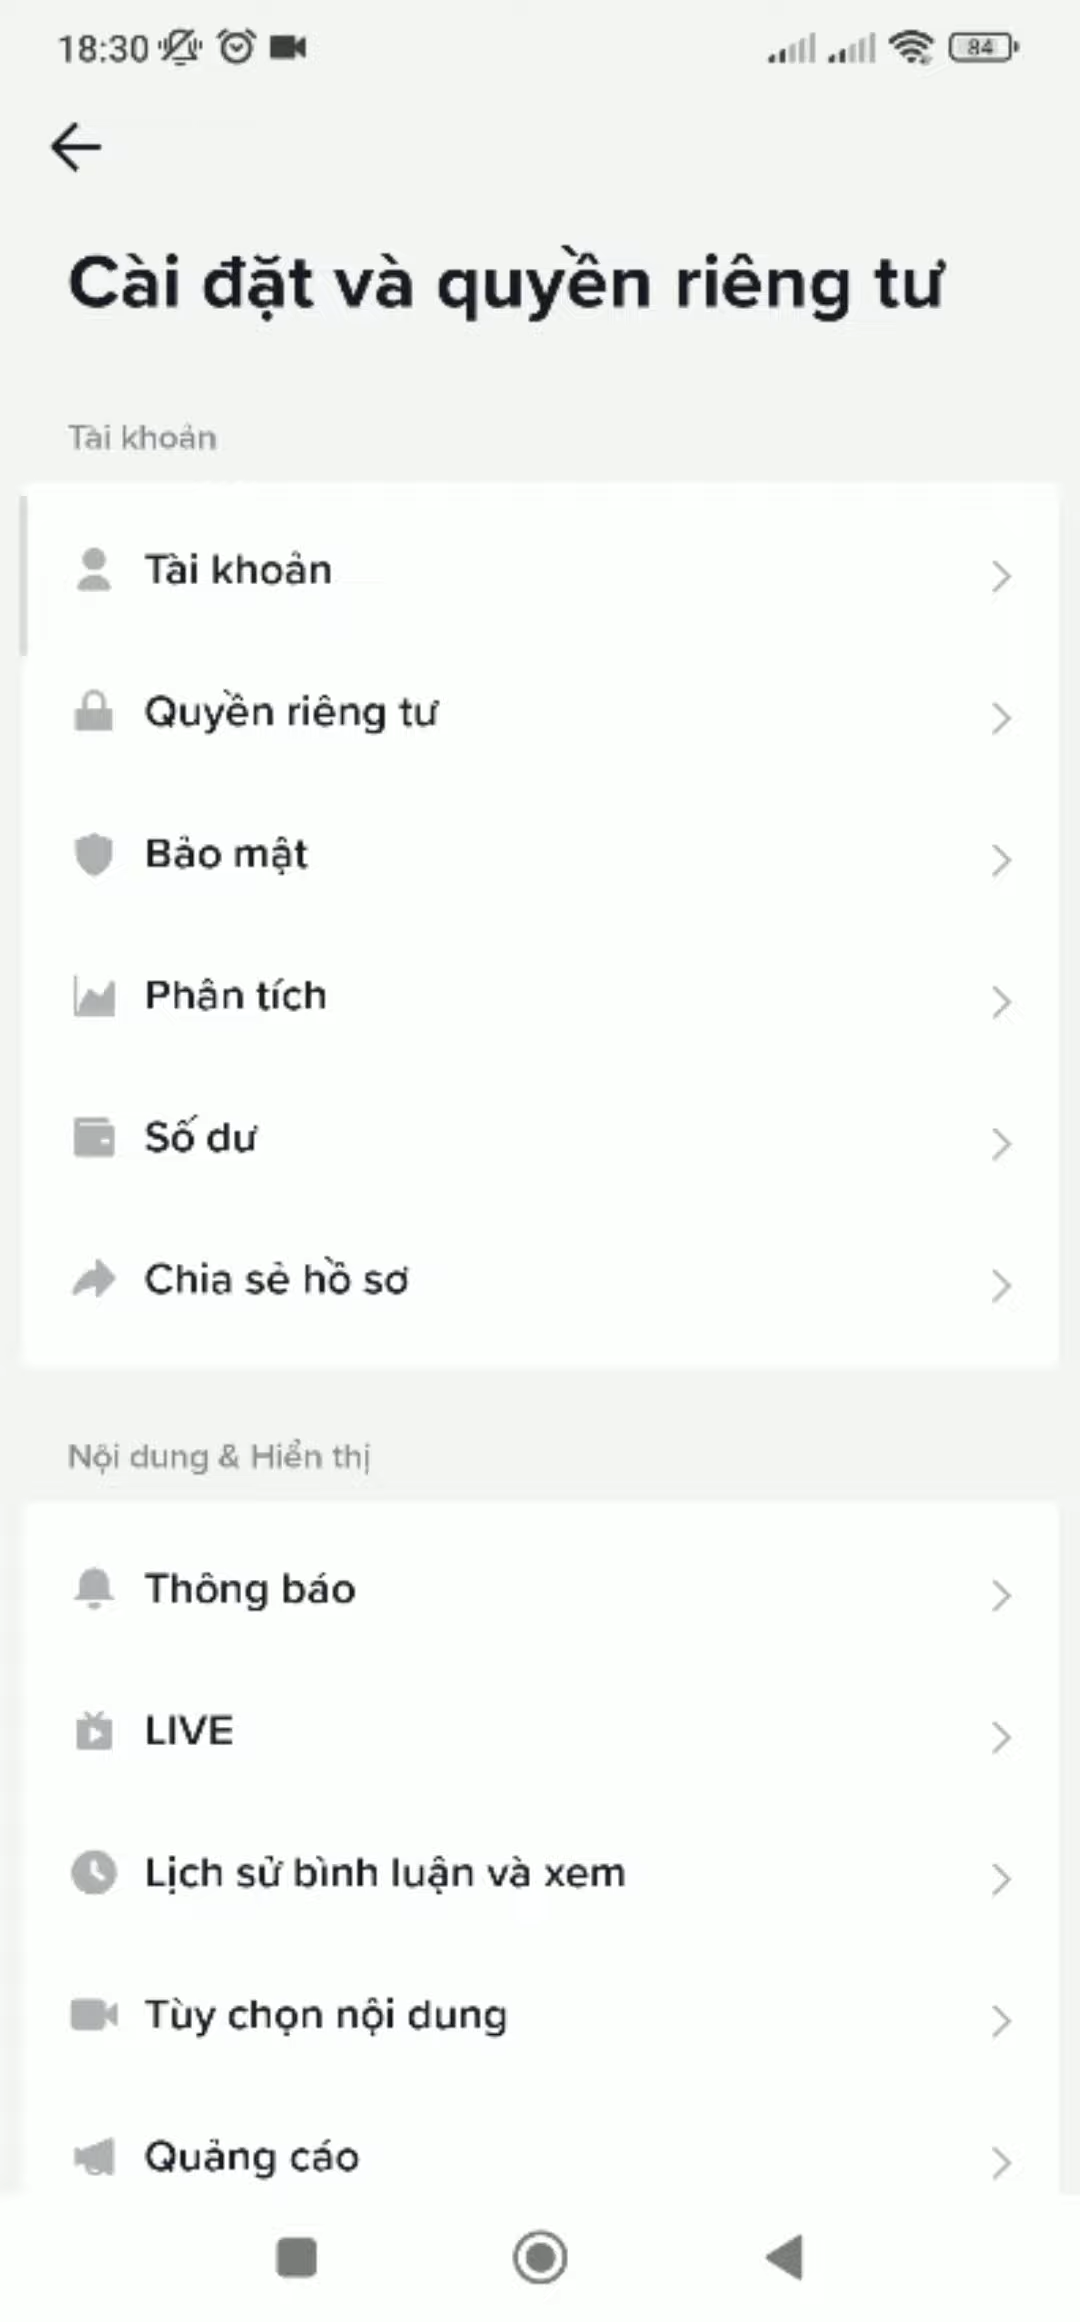 18:30 84
Cài đặt và quyền riêng tư
Tài khoản
Tài khoản
Quyền riêng tư
Bảo mật
Phân tích
Số dư
Chia sẻ hồ sơ
Nội dung & Hiển thị
Thông báo
LIVE
Lịch sử bình luận và xem
Tùy chọn nội dung
Quảng cáo